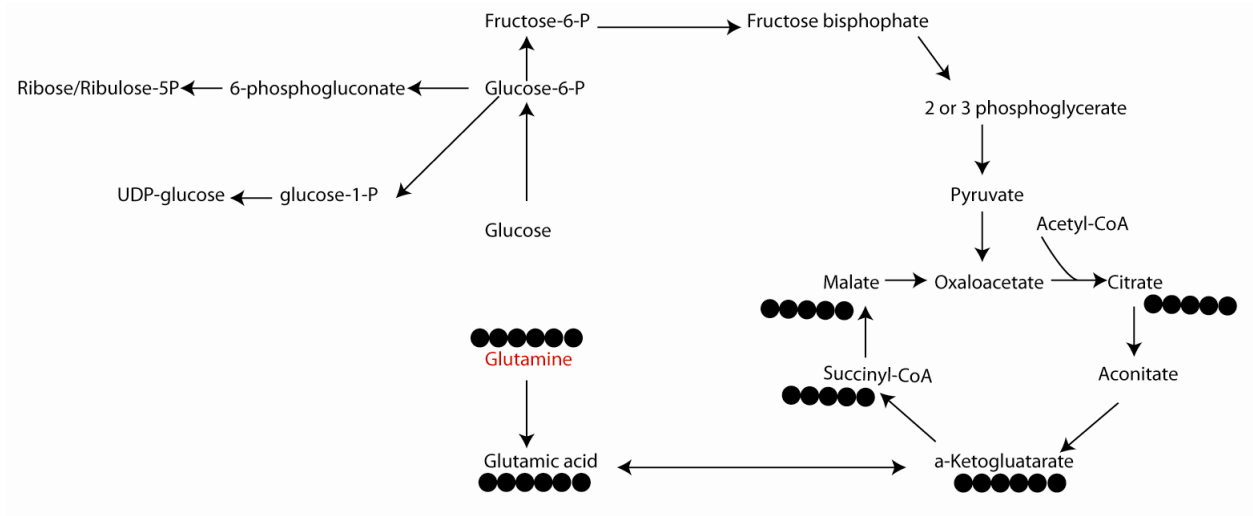 Fructose-6-P
Fructose bisphophate
Ribose/Ribulose-5P
6-phosphogluconate
Glucose-6-P
2 or 3 phosphoglycerate
UDP-glucose
glucose-1-P
Pyruvate
Glucose
Acetyl-CoA
Malate
Oxaloacetate
Citrate
Glutamine
Succinyl-CoA
Aconitate
Glutamic acid
a-Ketogluatarate